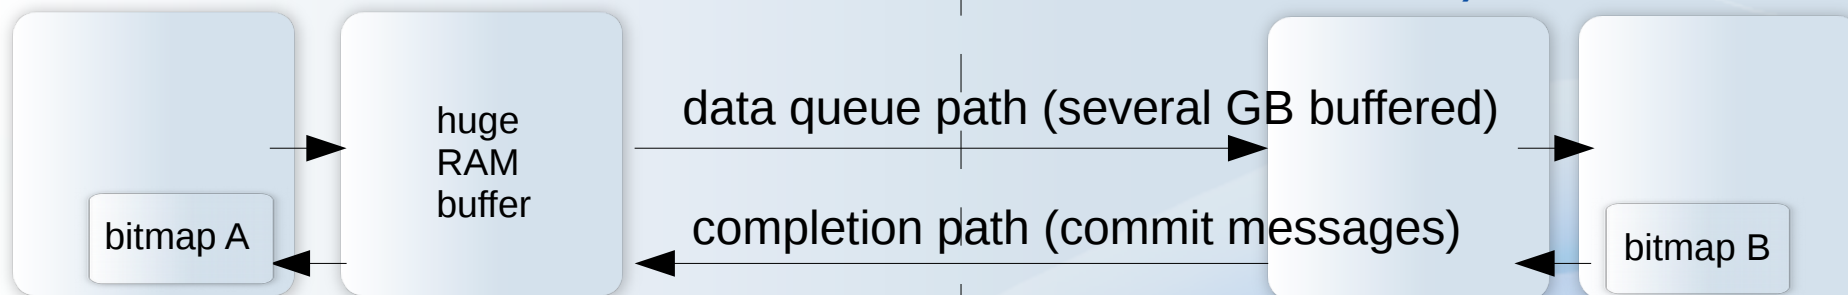 data queue path (several GB buffered)
huge
RAM
buffer
completion path (commit messages)
bitmap A
bitmap B